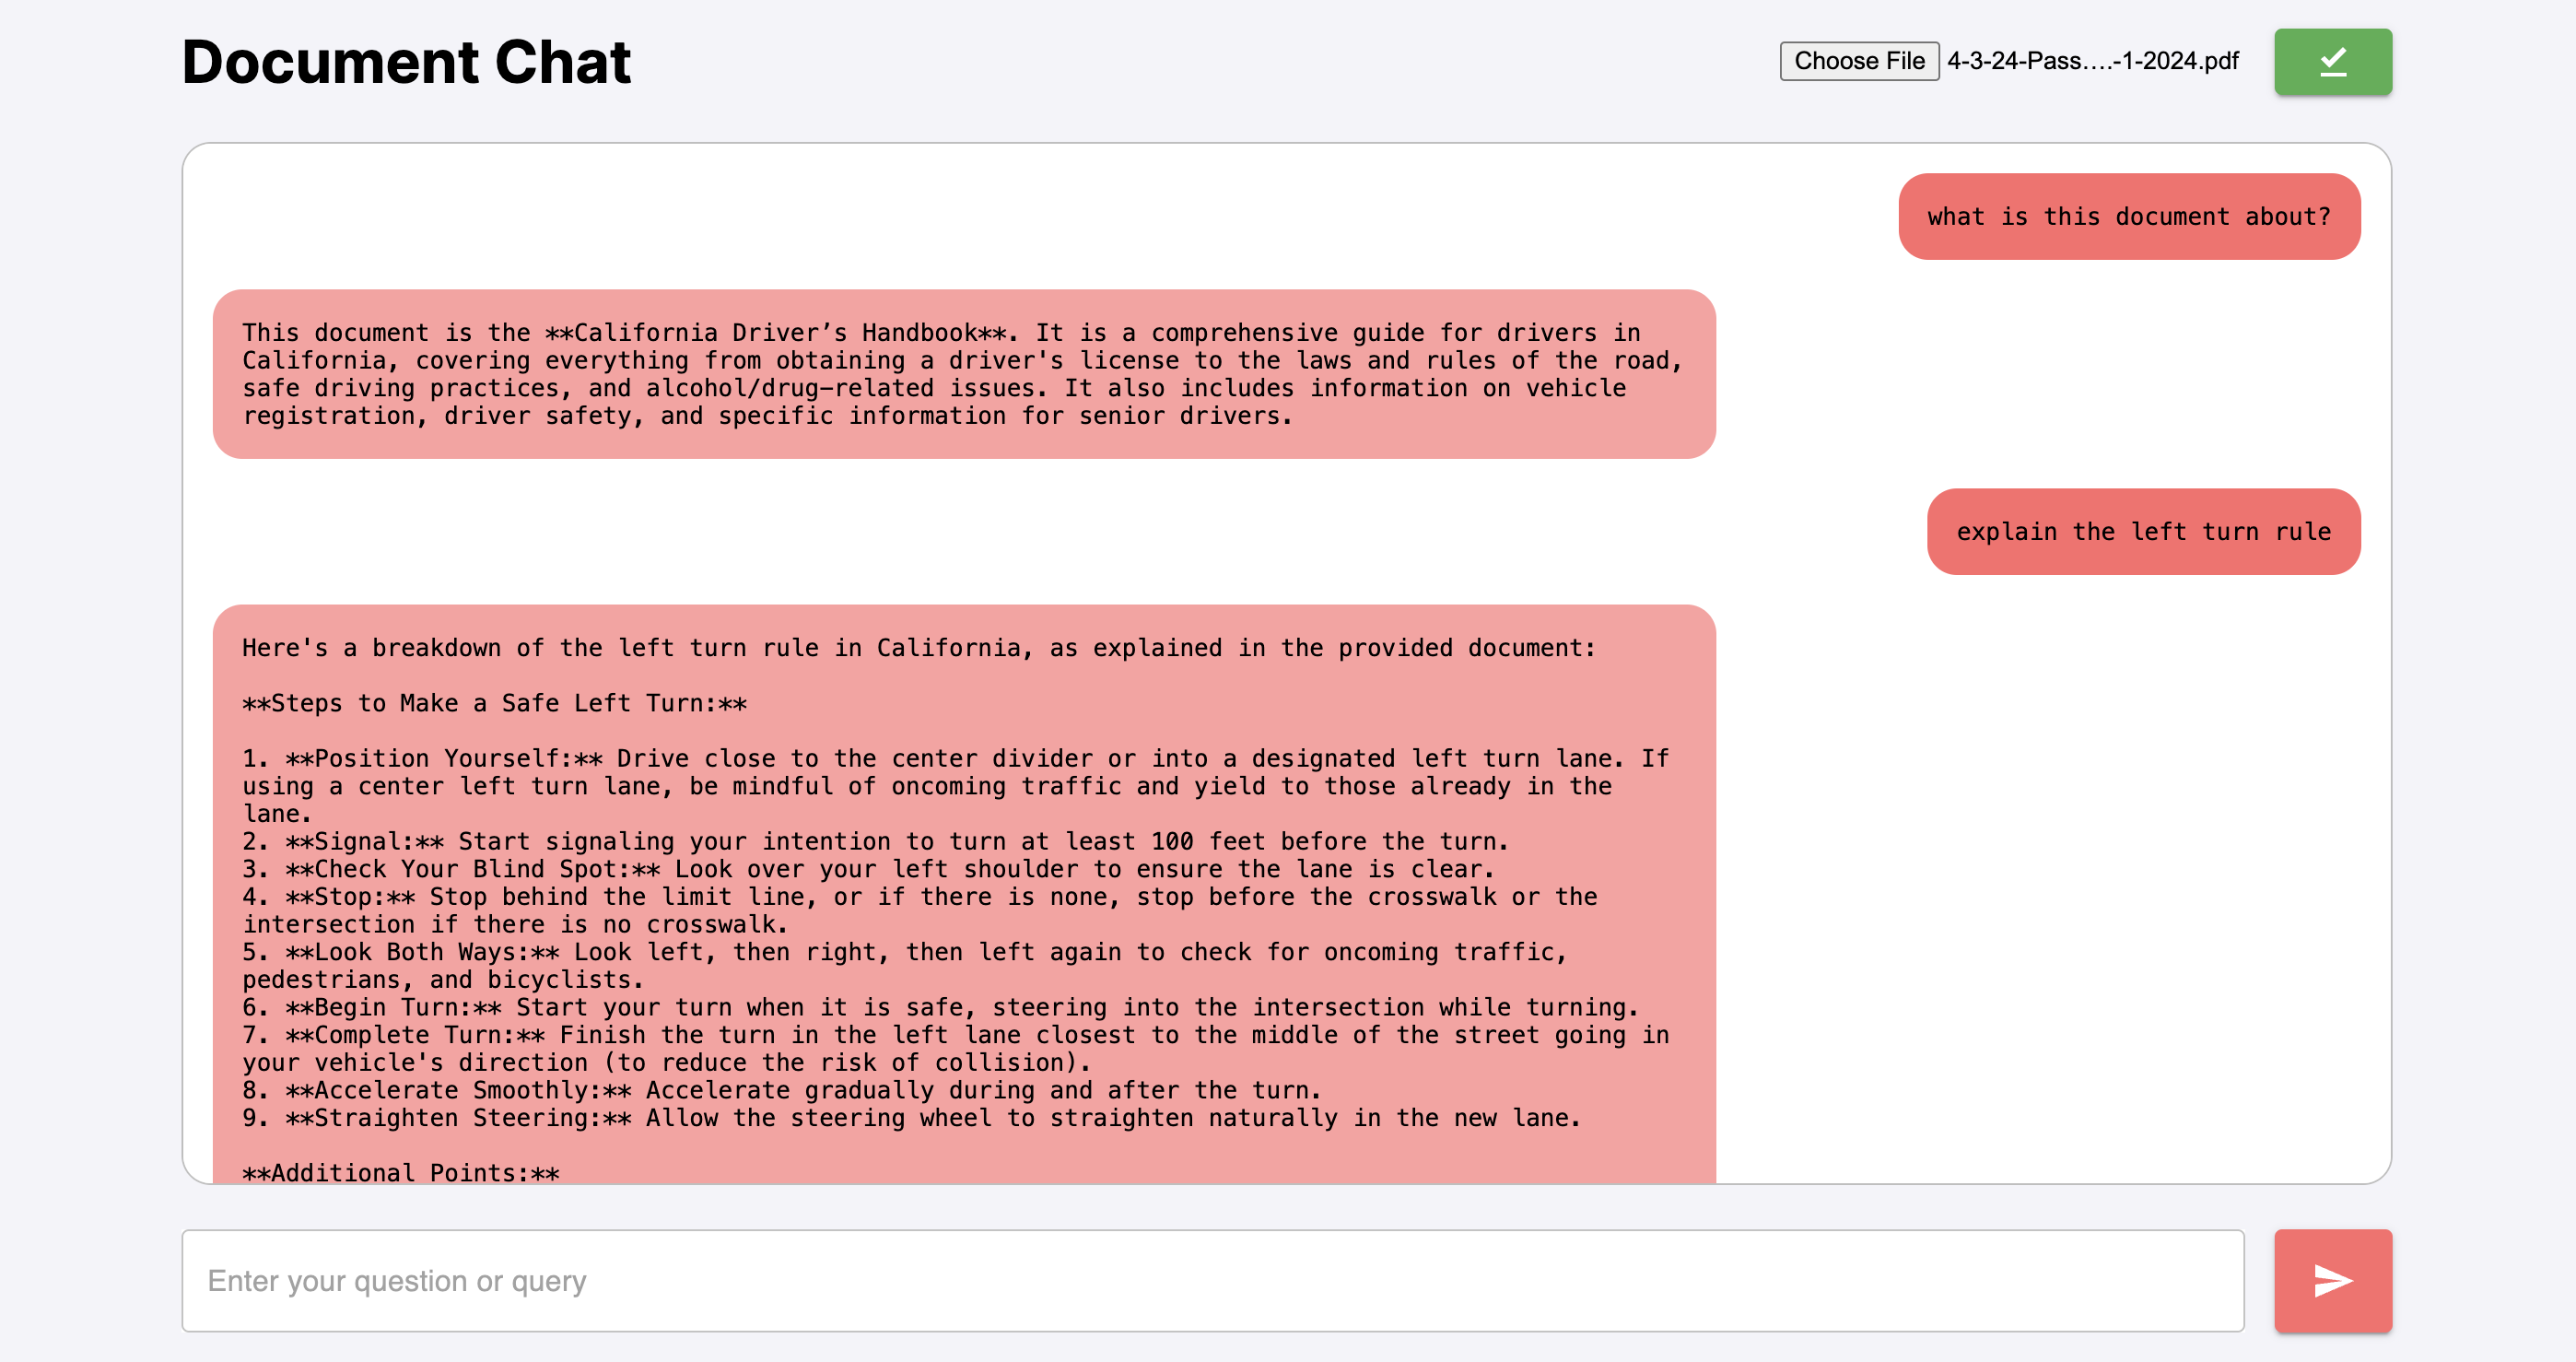 Document Chat
Choose File 4-3-24-Pass....-1-2024.pdf
what is this document about?
This document is the **California Driver’s Handbook**. It is a comprehensive guide for drivers in
California, covering everything from obtaining a driver's license to the laws and rules of the road,
safe driving practices, and alcohol/drug-related issues. It also includes information on vehicle
registration, driver safety, and specific information for senior drivers.
explain the left turn rule
Here's a breakdown of the left turn rule in California, as explained in the provided document:
**Steps to Make a Safe Left Turn:**
1. **Position Yourself:** Drive close to the center divider or into a designated left turn lane. If
using a center left turn lane, be mindful of oncoming traffic and yield to those already in the
lane.
2. **Signal:** Start signaling your intention to turn at least 100 feet before the turn.
3. **Check Your Blind Spot:** Look over your left shoulder to ensure the lane is clear.
4. **Stop:** Stop behind the limit line, or if there is none, stop before the crosswalk or the
intersection if there is no crosswalk.
5. **Look Both Ways:** Look left, then right, then left again to check for oncoming traffic,
pedestrians, and bicyclists.
6. **Begin Turn:** Start your turn when it is safe, steering into the intersection while turning.
7. **Complete Turn:** Finish the turn in the left lane closest to the middle of the street going in
your vehicle's direction (to reduce the risk of collision).
8. **Accelerate Smoothly:** Accelerate gradually during and after the turn.
9. **Straighten Steering:** Allow the steering wheel to straighten naturally in the new lane.
**Additional Points:**
Enter your question or query